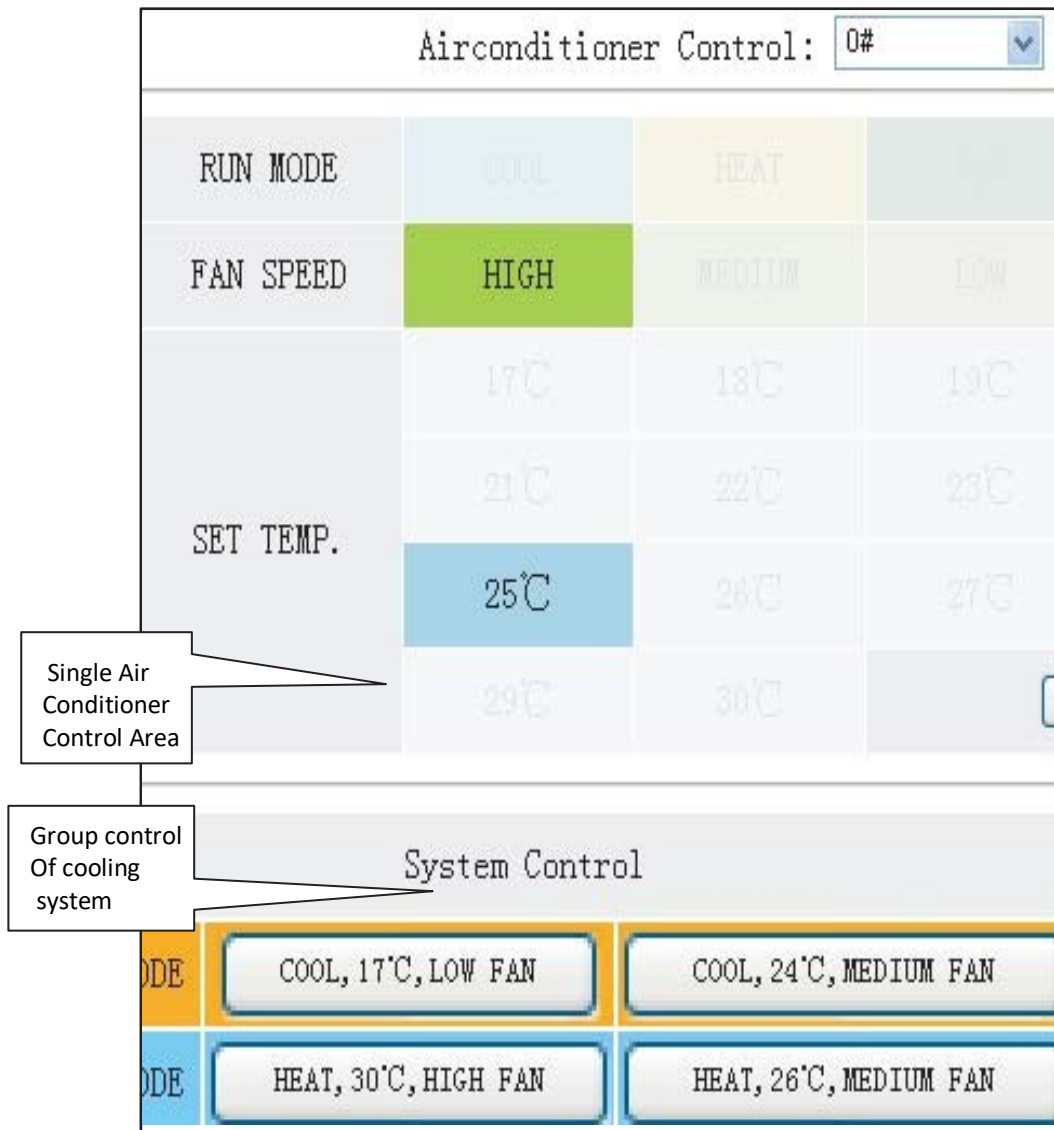 Airconditioner Control: 0#
RUN MODE COOL HEAT
FAN SPEED HIGH MEDIUM LOW
17℃ 18℃ 19℃
21℃ 22℃ 23℃
SET TEMP.
25℃ 26℃ 27℃
29℃ 30℃
Single Air
Conditioner
Control Area
Group control
Of cooling
system
System Control
ODE COOL,17℃,LOW FAN COOL,24℃,MEDIUM FAN
ODE HEAT,30℃,HIGH FAN HEAT,26℃,MEDIUM FAN